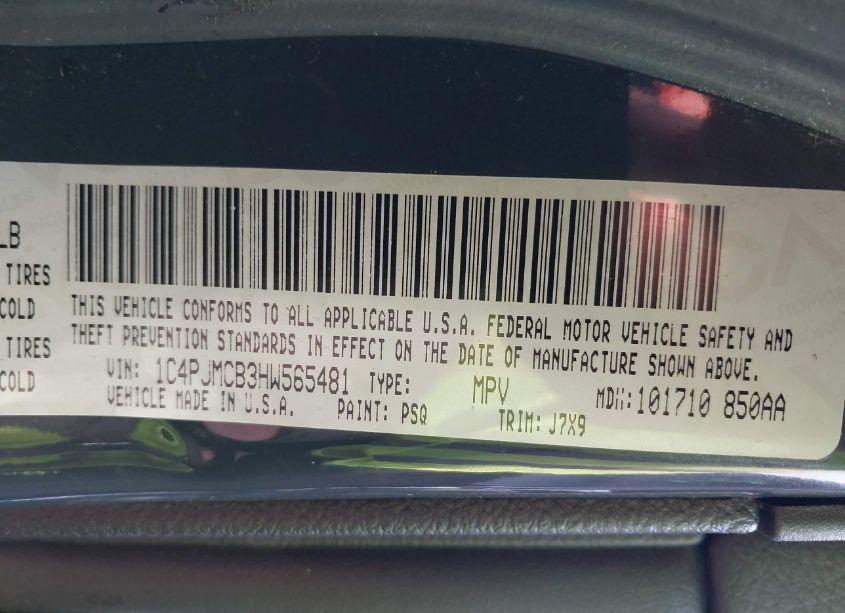 LB
TIRES
COLD
TIRES
COLD
THIS VEHICLE CONFORMS TO ALL APPLICABLE U.S.A. FEDERAL MOTOR VEHICLE SAFETY AND
THEFT PREVENTION STANDARDS IN EFFECT ON THE DATE OF MANUFACTURE SHOWN ABOVE.
VIN: 1C4PJMCB3HW565481 TYPE: MPV MDH:101710 850AA
VEHICLE MADE IN U.S.A. PAINT: PSQ TRIM: J7X9